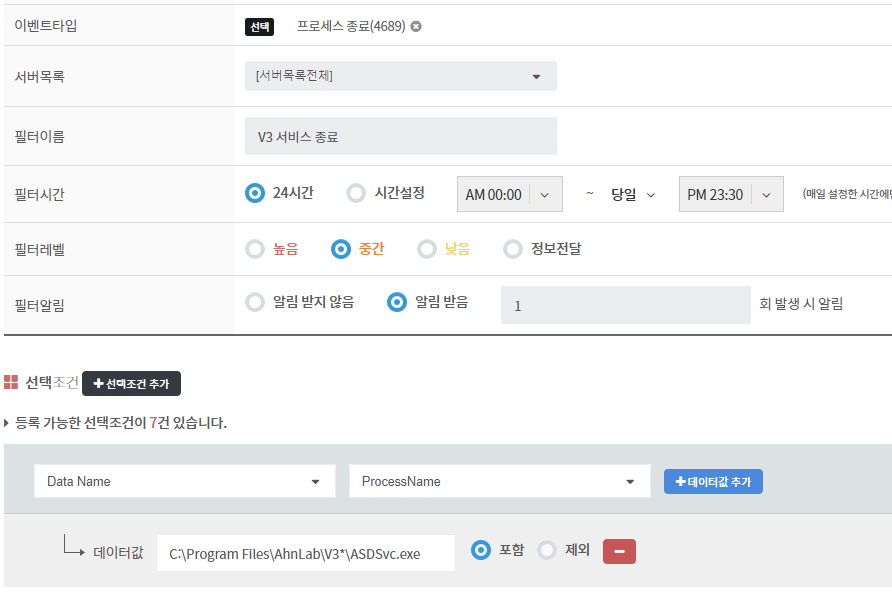 이벤트타입 선택 프로세스 종료(4689)
서버목록 [서버목록전체]
필터이름 V3 서비스 종료
필터시간 24시간 시간설정 AM 00:00 ~ 당일 PM 23:30 (매일 설정한 시간에만
필터레벨 높음 중간 낮음 정보전달
필터알림 알림 받지 않음 알림 받음 1 회 발생 시 알림
선택조건 선택조건 추가
등록 가능한 선택조건이 7건 있습니다.
Data Name ProcessName 데이터값 추가
데이터값 C:\Program Files\AhnLab\V3*\ASDSvc.exe 포함 제외